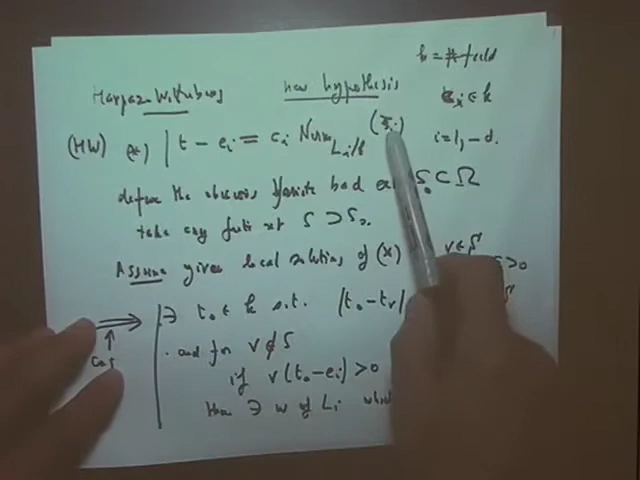 k = # field
Harpaz-Wittenberg new hypothesis
e_i ∈ k
(HW) (*) | t - e_i = c_i Norm_{L_i/k} (z_i) i=1,-d.
define the obvious finite bad set S_0 ⊂ Ω
take any finite set S ⊃ S_0.
Assume given local solutions of (*) v ∈ S
⇒ ∃ t_0 ∈ k s.t. |t_0 - t_v|
. and for v ∉ S
if v(t_0 - e_i) > 0
then ∃ w of L_i